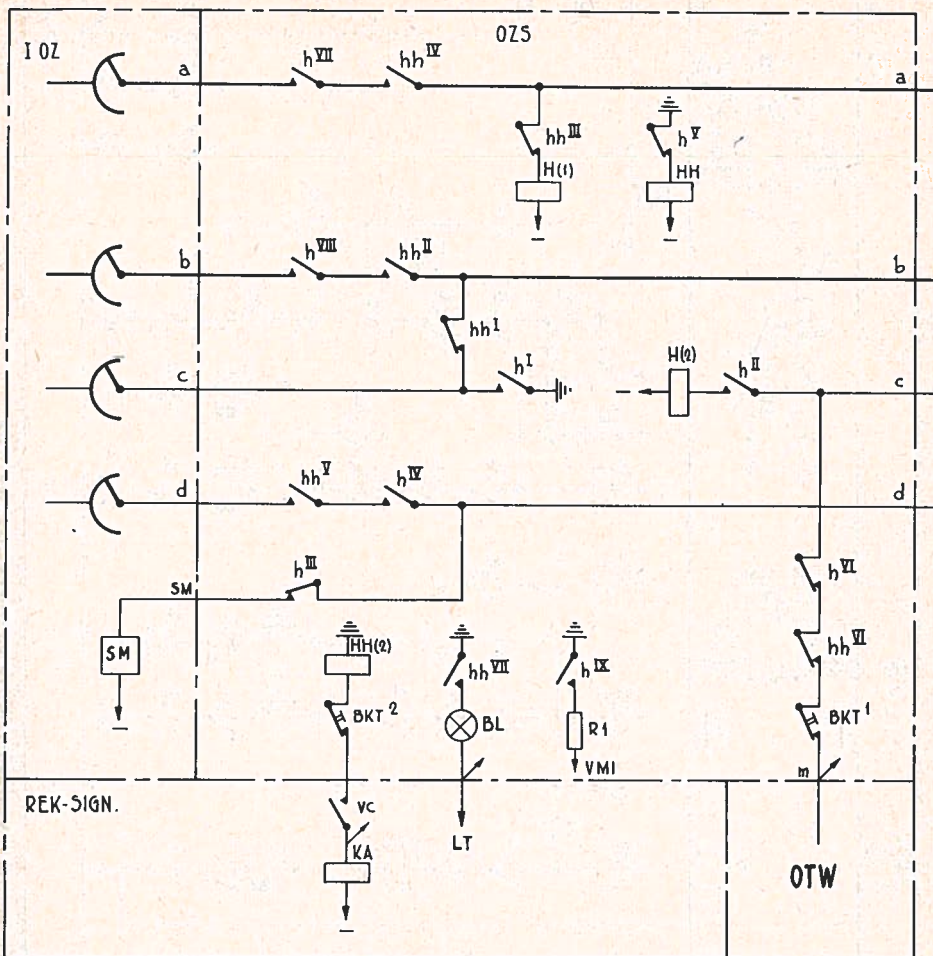 I OZ
OZS
a
h^VII
hh^IV
a
hh^III
h^V
H(1)
HH
b
h^VIII
hh^II
b
hh^I
c
h^I
H(2)
h^II
c
d
hh^V
h^IV
d
SM
h^III
h^VI
SM
HH(2)
hh^VII
h^IX
hh^VI
BKT^2
BL
R1
BKT^1
VM1
m
REK-SIGN.
VC
LT
KA
OTW